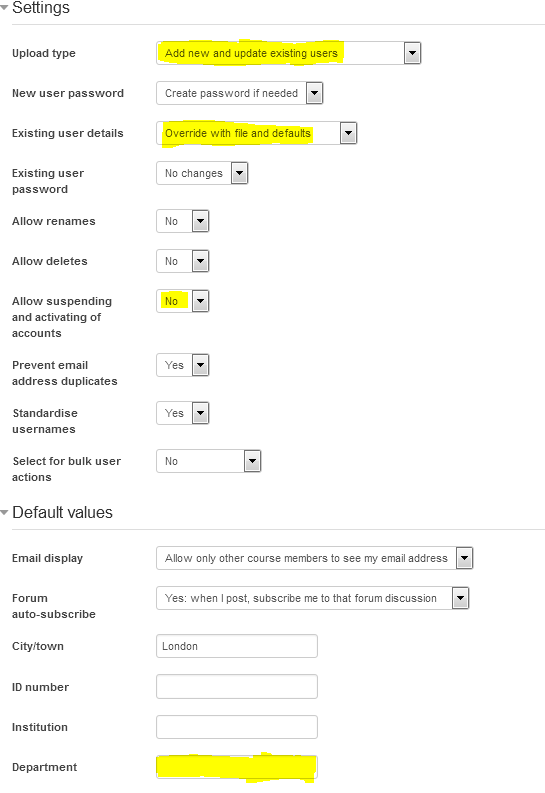 Settings
Upload type Add new and update existing users
New user password Create password if needed
Existing user details Override with file and defaults
Existing user No changes
password
Allow renames No
Allow deletes No
Allow suspending No
and activating of
accounts
Prevent email Yes
address duplicates
Standardise Yes
usernames
Select for bulk user No
actions
Default values
Email display Allow only other course members to see my email address
Forum Yes: when I post, subscribe me to that forum discussion
auto-subscribe
City/town London
ID number
Institution
Department